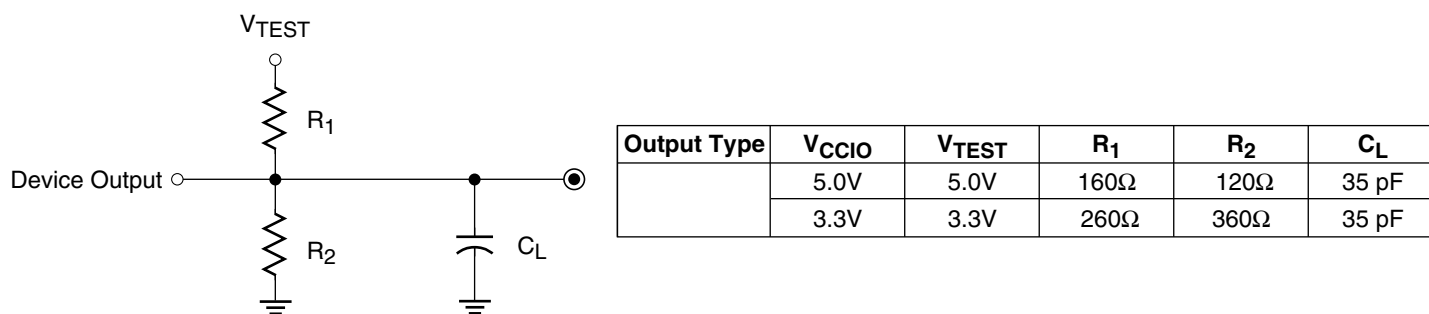 VTEST
R1
Device Output
R2
CL
Output Type VCCIO VTEST R1 R2 CL
5.0V 5.0V 160Ω 120Ω 35 pF
3.3V 3.3V 260Ω 360Ω 35 pF